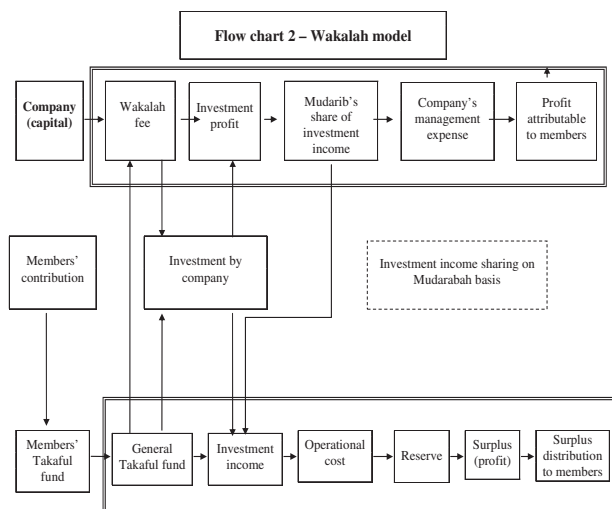 Flow chart 2 – Wakalah model
Company
(capital)
Wakalah
fee
Investment
profit
Mudarib's
share of
investment
income
Company's
management
expense
Profit
attributable
to members
Members'
contribution
Investment by
company
Investment income sharing on
Mudarabah basis
Members'
Takaful
fund
General
Takaful fund
Investment
income
Operational
cost
Reserve
Surplus
(profit)
Surplus
distribution
to members